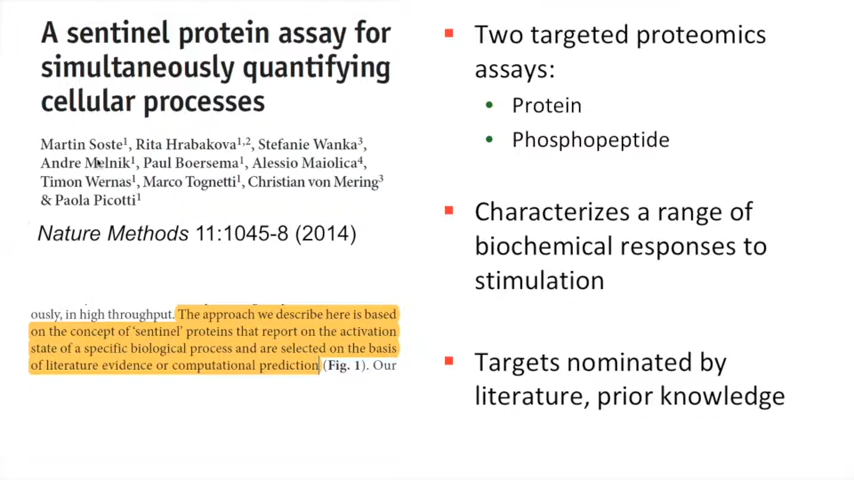 A sentinel protein assay for
simultaneously quantifying
cellular processes
Martin Soste1, Rita Hrabakova1,2, Stefanie Wanka3,
Andre Melnik1, Paul Boersema1, Alessio Maiolica4,
Timon Wernas1, Marco Tognetti1, Christian von Mering3
& Paola Picotti1
Nature Methods 11:1045-8 (2014)
ously, in high throughput. The approach we describe here is based
on the concept of ‘sentinel’ proteins that report on the activation
state of a specific biological process and are selected on the basis
of literature evidence or computational prediction (Fig. 1). Our
▪ Two targeted proteomics
assays:
• Protein
• Phosphopeptide
▪ Characterizes a range of
biochemical responses to
stimulation
▪ Targets nominated by
literature, prior knowledge